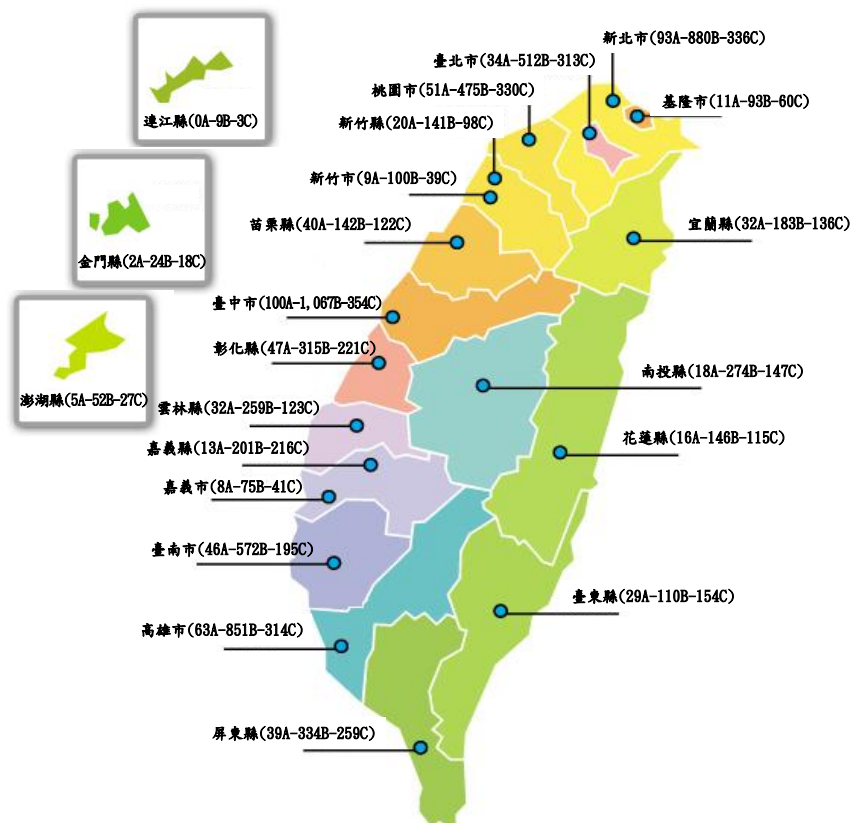 新北市(93A-880B-336C)
臺北市(34A-512B-313C)
桃園市(51A-475B-330C)
基隆市(11A-93B-60C)
新竹縣(20A-141B-98C)
連江縣(0A-9B-3C)
新竹市(9A-100B-39C)
苗栗縣(40A-142B-122C)
宜蘭縣(32A-183B-136C)
金門縣(2A-24B-18C)
臺中市(100A-1,067B-354C)
彰化縣(47A-315B-221C)
南投縣(18A-274B-147C)
澎湖縣(5A-52B-27C)
雲林縣(32A-259B-123C)
花蓮縣(16A-146B-115C)
嘉義縣(13A-201B-216C)
嘉義市(8A-75B-41C)
臺南市(46A-572B-195C)
臺東縣(29A-110B-154C)
高雄市(63A-851B-314C)
屏東縣(39A-334B-259C)